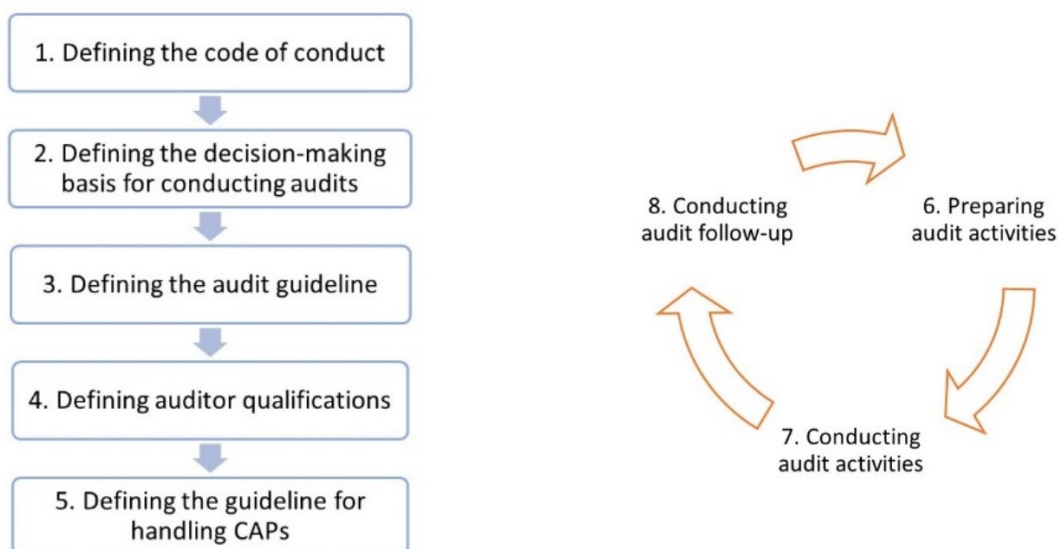 1. Defining the code of conduct
2. Defining the decision-making
basis for conducting audits
3. Defining the audit guideline
4. Defining auditor qualifications
5. Defining the guideline for
handling CAPs
8. Conducting
audit follow-up
6. Preparing
audit activities
7. Conducting
audit activities